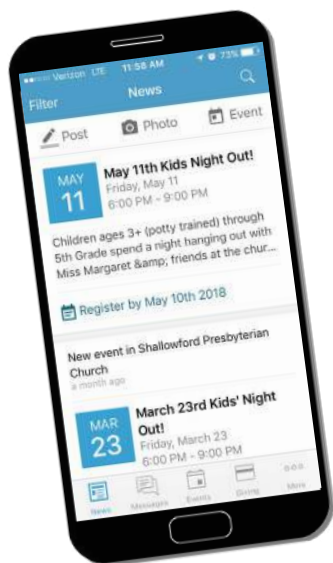 Verizon LTE 11:58 AM 73%
Filter News
Post Photo Event
MAY
11
May 11th Kids Night Out!
Friday, May 11
6:00 PM - 9:00 PM
Children ages 3+ (potty trained) through
5th Grade spend a night hanging out with
Miss Margaret &amp; friends at the chur...
Register by May 10th 2018
New event in Shallowford Presbyterian
Church
a month ago
MAR
23
March 23rd Kids' Night
Out!
Friday, March 23
6:00 PM - 9:00 PM
News Messages Events Giving More